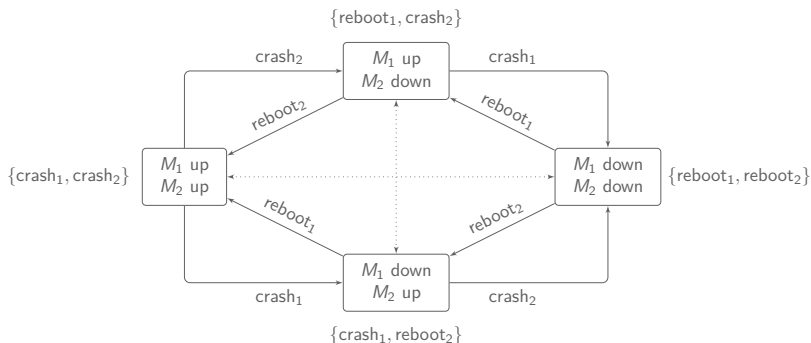 {reboot₁, crash₂}
crash₂
M₁ up
M₂ down
crash₁
reboot₂
reboot₁
{crash₁, crash₂}
M₁ up
M₂ up
M₁ down
M₂ down
{reboot₁, reboot₂}
reboot₁
reboot₂
crash₁
M₁ down
M₂ up
crash₂
{crash₁, reboot₂}